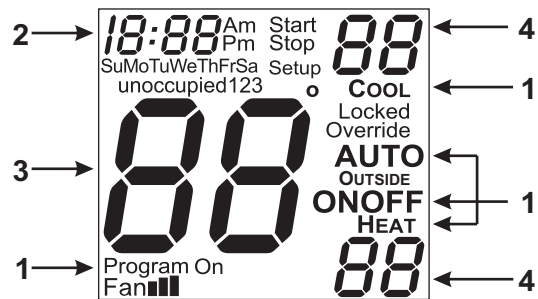 2 18:88 Am Start 88 4
Pm Stop
SuMoTuWeThFrSa Setup
unoccupied123
COOL 1
Locked
Override
3 88 AUTO
OUTSIDE
ONOFF 1
HEAT
1 Program On
Fan 88 4